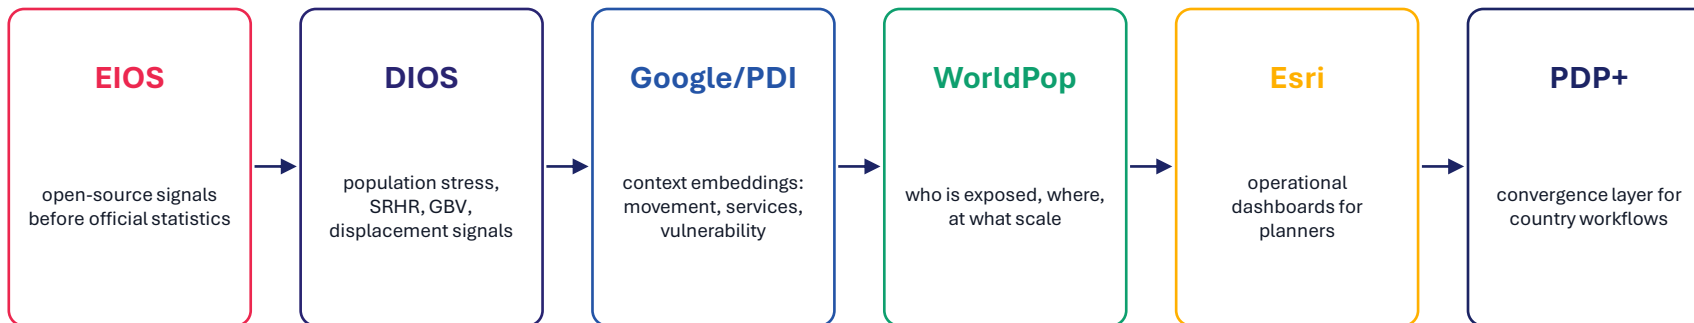 EIOS
open-source signals
before official statistics
DIOS
population stress,
SRHR, GBV,
displacement signals
Google/PDI
context embeddings:
movement, services,
vulnerability
WorldPop
who is exposed, where,
at what scale
Esri
operational
dashboards for
planners
PDP+
convergence layer for
country workflows